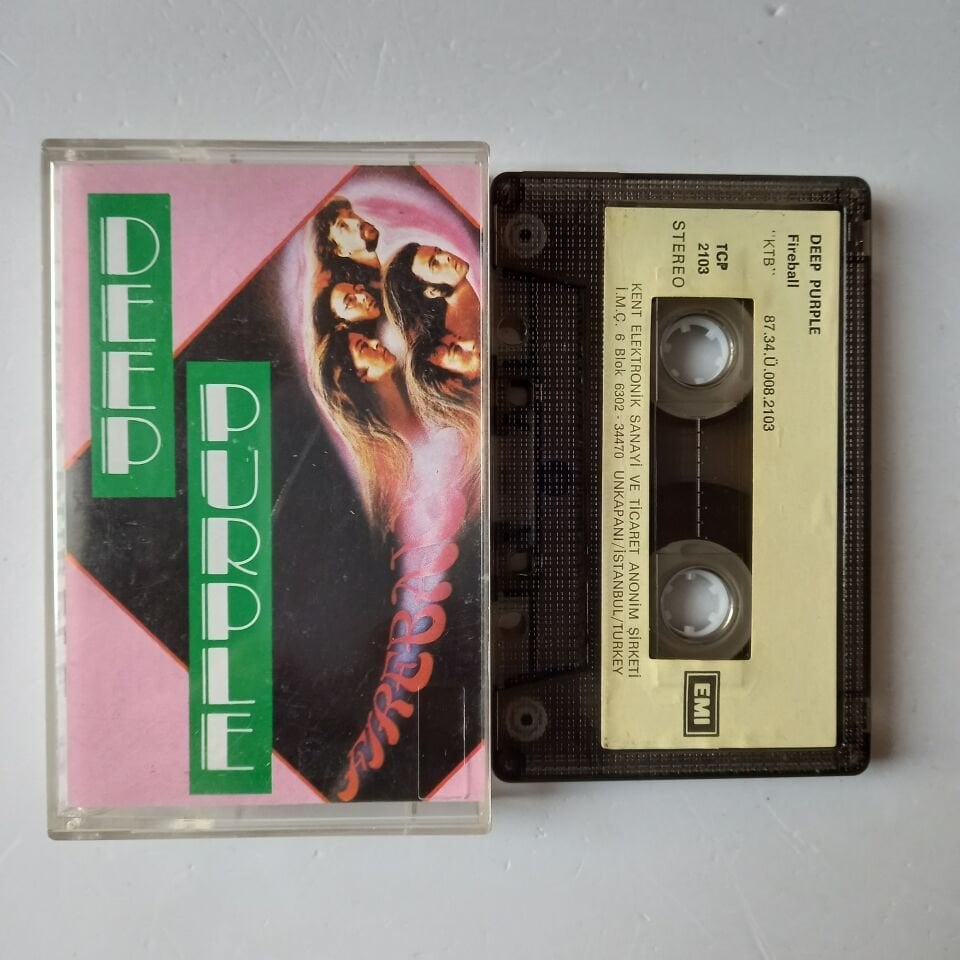 DEEP
PURPLE
FIREBALL
DEEP PURPLE
Fireball
"KTB"
87.34.Ü.008.2103
TCP
2103
STEREO
KENT ELEKTRONİK SANAYİ VE TİCARET ANONİM ŞİRKETİ
İ.M.Ç. 6 Blok 6302 - 34470 UNKAPANI/İSTANBUL/TURKEY
EMI